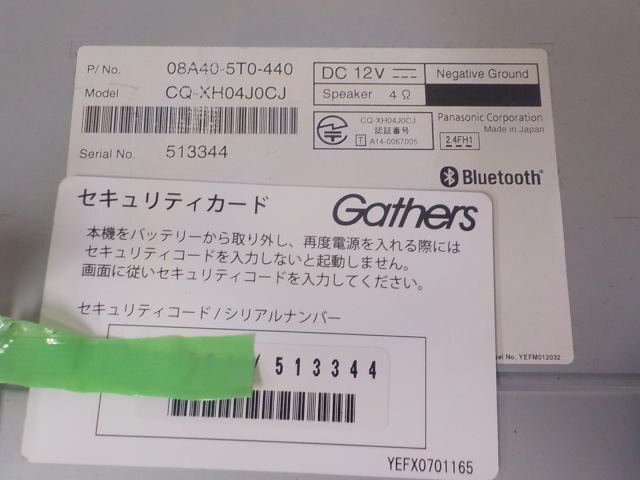 P/No. 08A40-5T0-440
Model CQ-XH04J0CJ
Serial No. 513344
DC 12V Negative Ground
Speaker 4 Ω
CQ-XH04J0CJ
認証番号
T A14-0067005
Panasonic Corporation
Made in Japan
2.4FH1
Bluetooth®
セキュリティカード
Gathers
本機をバッテリーから取り外し、再度電源を入れる際には
セキュリティコードを入力しないと起動しません。
画面に従いセキュリティコードを入力してください。
セキュリティコード/シリアルナンバー
/ 513344
No. YEFM012032
YEFX0701165